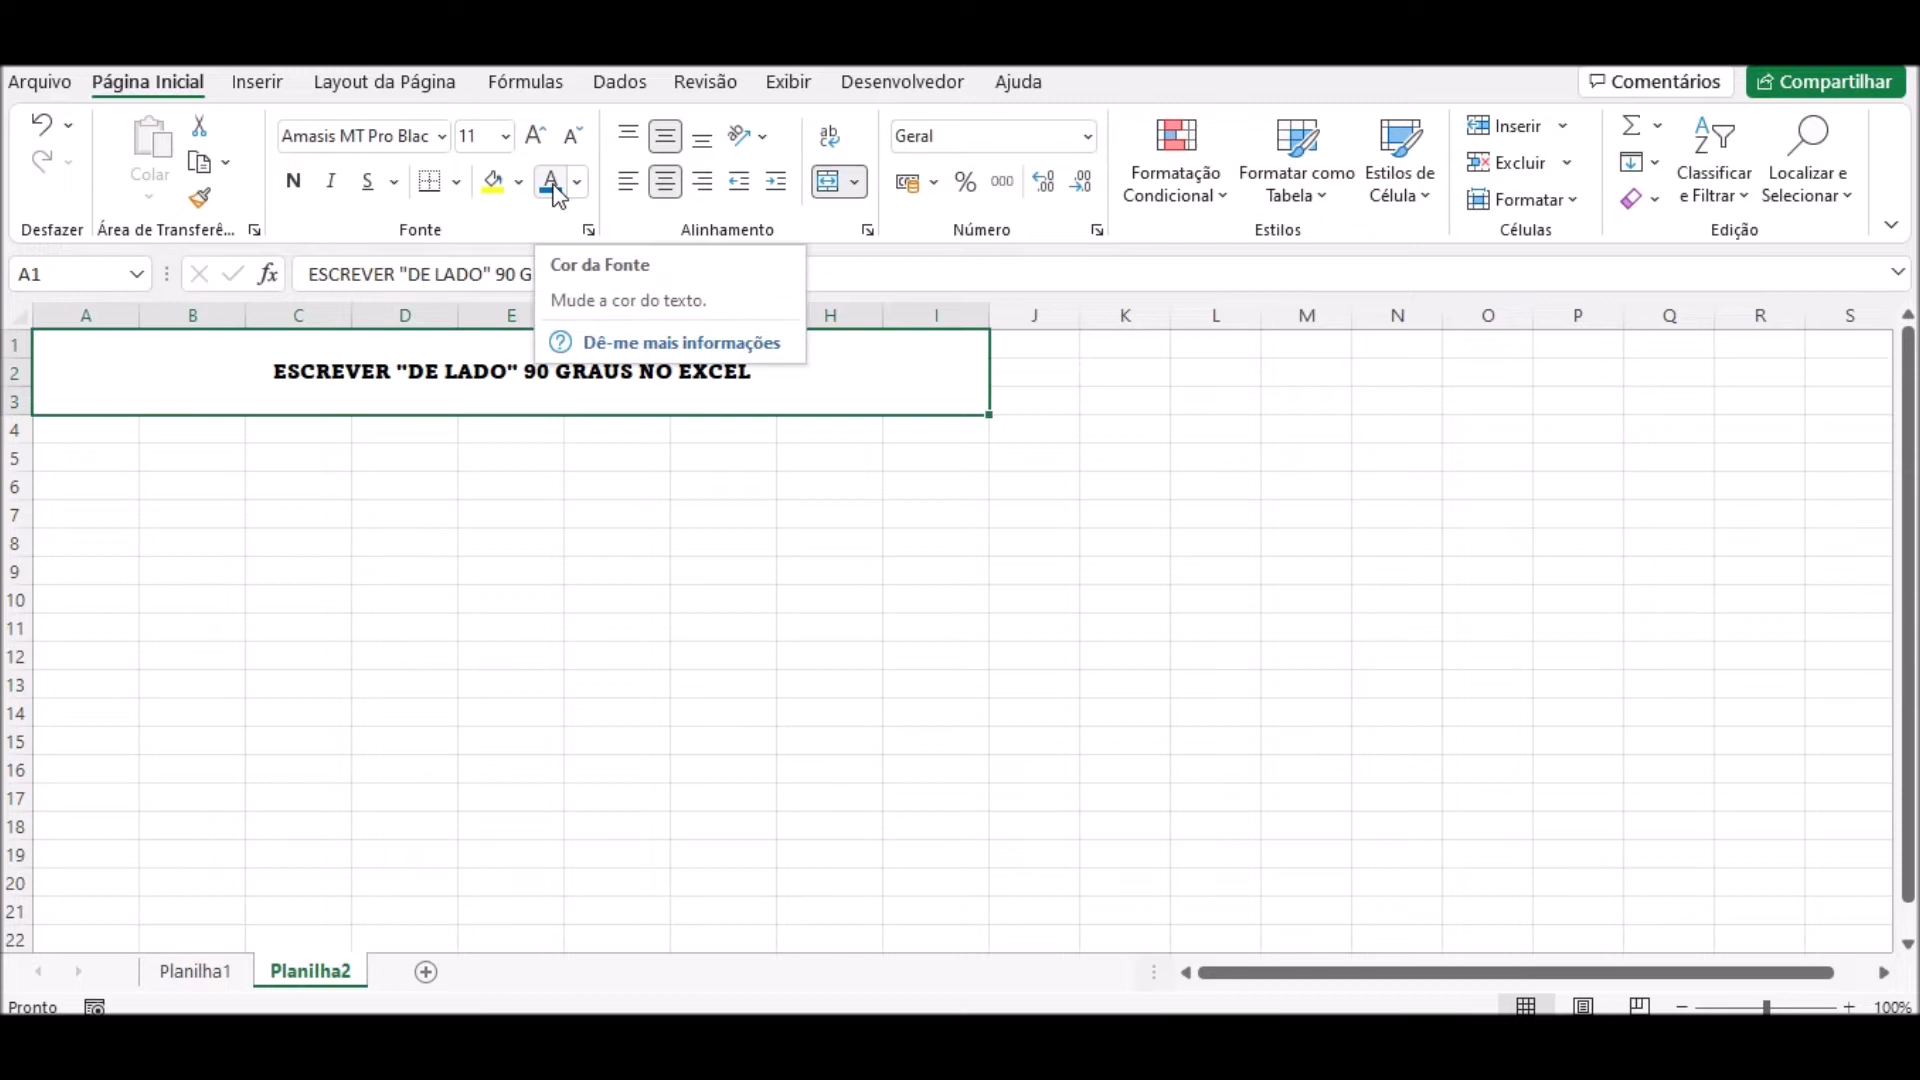 Arquivo Página Inicial Inserir Layout da Página Fórmulas Dados Revisão Exibir Desenvolvedor Ajuda Comentários Compartilhar
Amasis MT Pro Blac 11 Geral
Colar
N I S
% 000
Formatação Condicional
Formatar como Tabela
Estilos de Célula
Inserir
Excluir
Formatar
Classificar e Filtrar
Localizar e Selecionar
Desfazer Área de Transferê... Fonte Alinhamento Número Estilos Células Edição
A1 fx ESCREVER "DE LADO" 90 G
Cor da Fonte
Mude a cor do texto.
Dê-me mais informações
A B C D E H I J K L M N O P Q R S
1
2 ESCREVER "DE LADO" 90 GRAUS NO EXCEL
3
4
5
6
7
8
9
10
11
12
13
14
15
16
17
18
19
20
21
22
Planilha1 Planilha2
Pronto 100%